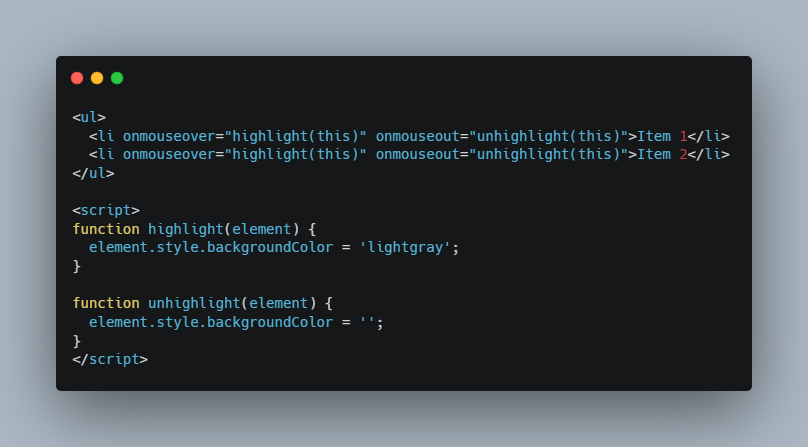 <ul>
  <li onmouseover="highlight(this)" onmouseout="unhighlight(this)">Item 1</li>
  <li onmouseover="highlight(this)" onmouseout="unhighlight(this)">Item 2</li>
</ul>

<script>
function highlight(element) {
  element.style.backgroundColor = 'lightgray';
}

function unhighlight(element) {
  element.style.backgroundColor = '';
}
</script>